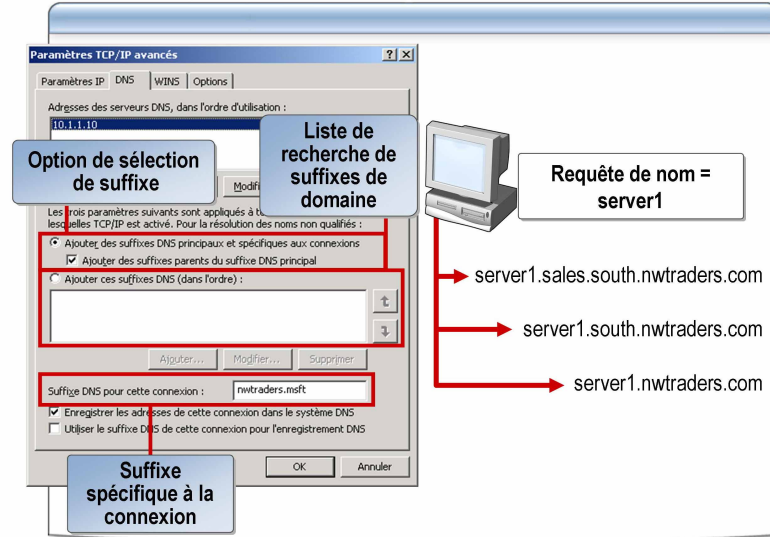 Paramètres TCP/IP avancés
Paramètres IP
DNS
WINS
Options
Adresses des serveurs DNS, dans l'ordre d'utilisation :
10.1.1.10
Option de sélection
de suffixe
Liste de
recherche de
suffixes de
domaine
Les trois paramètres suivants sont appliqués à
lesquelles TCP/IP est activé. Pour la résolution des noms non qualifiés :
Ajouter des suffixes DNS principaux et spécifiques aux connexions
Ajouter des suffixes parents du suffixe DNS principal
Ajouter ces suffixes DNS (dans l'ordre) :
Ajouter...
Modifier...
Supprimer
Suffixe DNS pour cette connexion :
nwtraders.msft
Enregistrer les adresses de cette connexion dans le système DNS
Utiliser le suffixe DNS de cette connexion pour l'enregistrement DNS
OK
Annuler
Suffixe
spécifique à la
connexion
Requête de nom =
server1
server1.sales.south.nwtraders.com
server1.south.nwtraders.com
server1.nwtraders.com